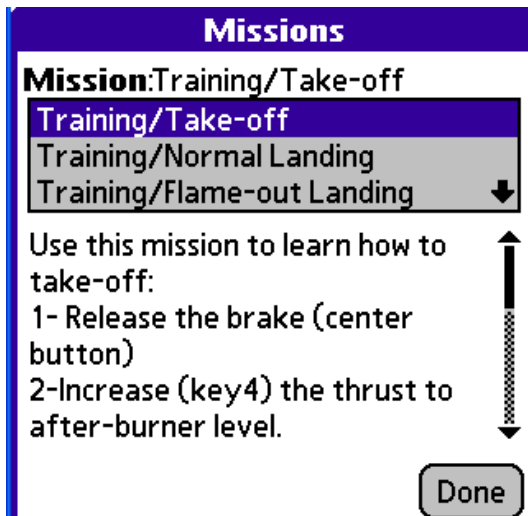 Missions
Mission:Training/Take-off
Training/Take-off
Training/Normal Landing
Training/Flame-out Landing
Use this mission to learn how to
take-off:
1- Release the brake (center
button)
2-Increase (key4) the thrust to
after-burner level.
Done